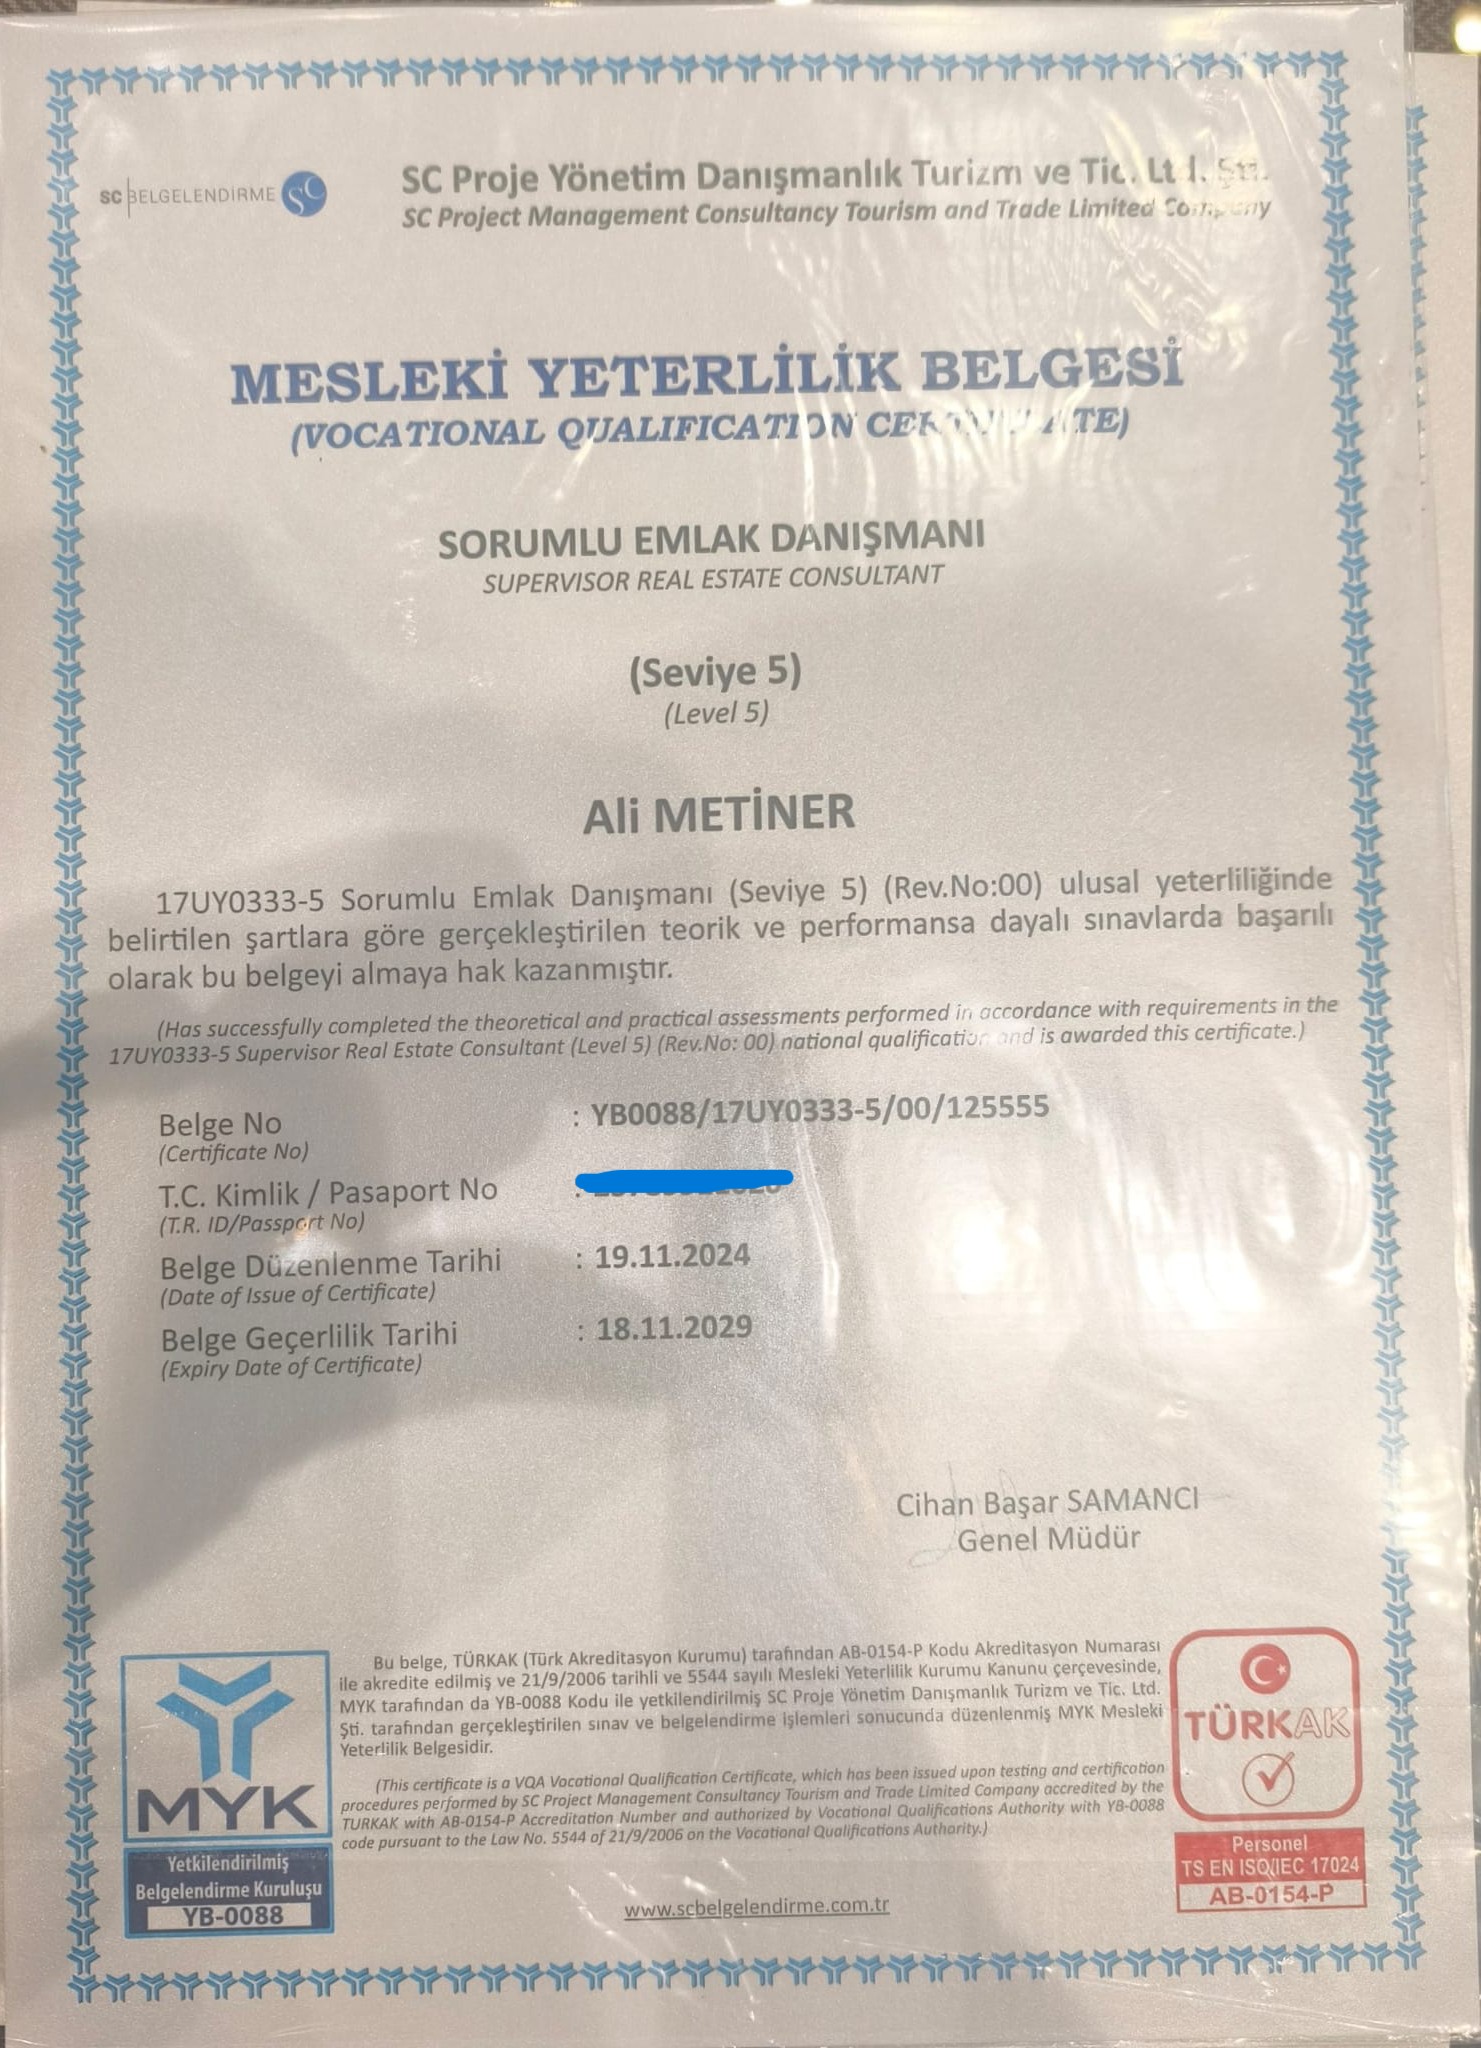 SC BELGELENDİRME SC
SC Proje Yönetim Danışmanlık Turizm ve Tic. Ltd. Şti.
SC Project Management Consultancy Tourism and Trade Limited Company
MESLEKİ YETERLİLİK BELGESİ
(VOCATIONAL QUALIFICATION CERTIFICATE)
SORUMLU EMLAK DANIŞMANI
SUPERVISOR REAL ESTATE CONSULTANT
(Seviye 5)
(Level 5)
Ali METİNER
17UY0333-5 Sorumlu Emlak Danışmanı (Seviye 5) (Rev.No:00) ulusal yeterliliğinde
belirtilen şartlara göre gerçekleştirilen teorik ve performansa dayalı sınavlarda başarılı
olarak bu belgeyi almaya hak kazanmıştır.
(Has successfully completed the theoretical and practical assessments performed in accordance with requirements in the
17UY0333-5 Supervisor Real Estate Consultant (Level 5) (Rev.No: 00) national qualification and is awarded this certificate.)
Belge No : YB0088/17UY0333-5/00/125555
(Certificate No)
T.C. Kimlik / Pasaport No :
(T.R. ID/Passport No)
Belge Düzenlenme Tarihi : 19.11.2024
(Date of Issue of Certificate)
Belge Geçerlilik Tarihi : 18.11.2029
(Expiry Date of Certificate)
Cihan Başar SAMANCI
Genel Müdür
Bu belge, TÜRKAK (Türk Akreditasyon Kurumu) tarafından AB-0154-P Kodu Akreditasyon Numarası
ile akredite edilmiş ve 21/9/2006 tarihli ve 5544 sayılı Mesleki Yeterlilik Kurumu Kanunu çerçevesinde,
MYK tarafından da YB-0088 Kodu ile yetkilendirilmiş SC Proje Yönetim Danışmanlık Turizm ve Tic. Ltd.
Şti. tarafından gerçekleştirilen sınav ve belgelendirme işlemleri sonucunda düzenlenmiş MYK Mesleki
Yeterlilik Belgesidir.
(This certificate is a VQA Vocational Qualification Certificate, which has been issued upon testing and certification
procedures performed by SC Project Management Consultancy Tourism and Trade Limited Company accredited by the
TURKAK with AB-0154-P Accreditation Number and authorized by Vocational Qualifications Authority with YB-0088
code pursuant to the Law No. 5544 of 21/9/2006 on the Vocational Qualifications Authority.)
MYK
Yetkilendirilmiş
Belgelendirme Kuruluşu
YB-0088
TÜRKAK
Personel
TS EN ISO/IEC 17024
AB-0154-P
www.scbelgelendirme.com.tr